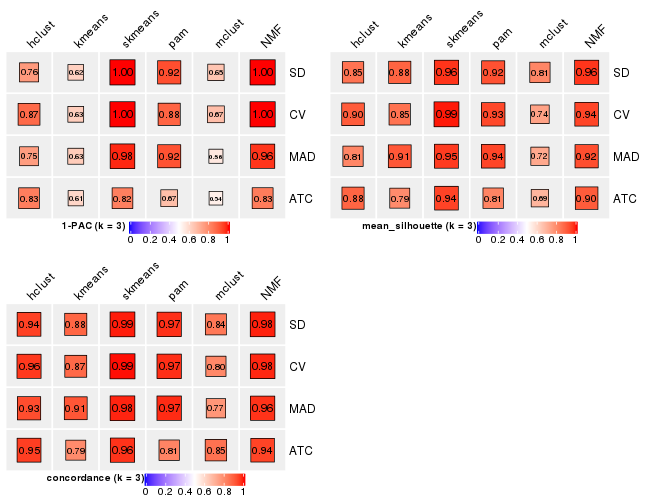 hclust kmeans skmeans pam mclust NMF
0.76 0.62 1.00 0.92 0.65 1.00 SD
0.87 0.63 1.00 0.88 0.67 1.00 CV
0.75 0.63 0.98 0.92 0.56 0.96 MAD
0.83 0.61 0.82 0.67 0.54 0.83 ATC
1-PAC (k = 3)
0 0.2 0.4 0.6 0.8 1
hclust kmeans skmeans pam mclust NMF
0.85 0.88 0.96 0.92 0.81 0.96 SD
0.90 0.85 0.99 0.93 0.74 0.94 CV
0.81 0.91 0.95 0.94 0.72 0.92 MAD
0.88 0.79 0.94 0.81 0.69 0.90 ATC
mean_silhouette (k = 3)
0 0.2 0.4 0.6 0.8 1
hclust kmeans skmeans pam mclust NMF
0.94 0.88 0.99 0.97 0.84 0.98 SD
0.96 0.87 0.99 0.97 0.80 0.98 CV
0.93 0.91 0.98 0.97 0.77 0.96 MAD
0.95 0.79 0.96 0.81 0.85 0.94 ATC
concordance (k = 3)
0 0.2 0.4 0.6 0.8 1